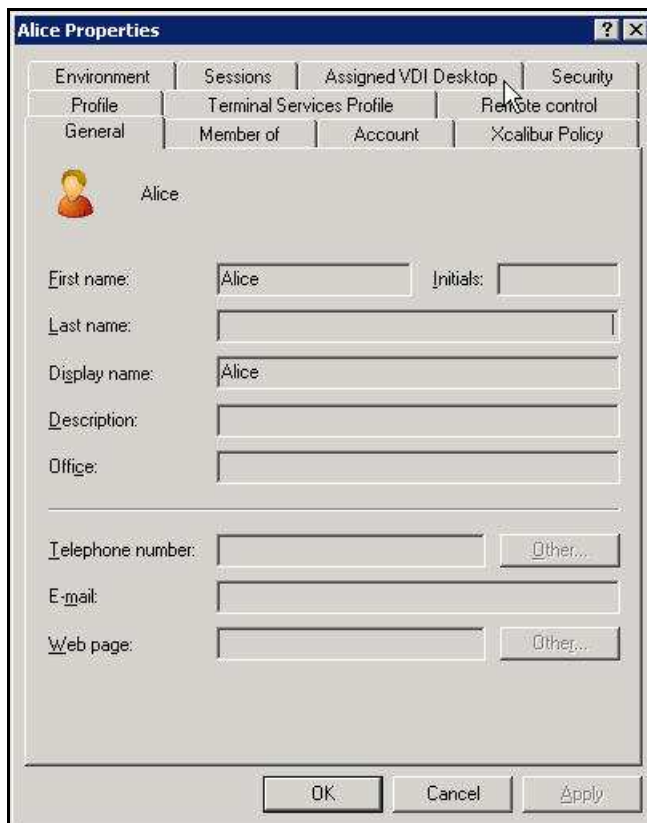 Alice Properties
Environment Sessions Assigned VDI Desktop Security
Profile Terminal Services Profile Remote control
General Member of Account Xcalibur Policy
Alice
First name: Alice Initials:
Last name:
Display name: Alice
Description:
Office:
Telephone number: Other...
E-mail:
Web page: Other...
OK Cancel Apply